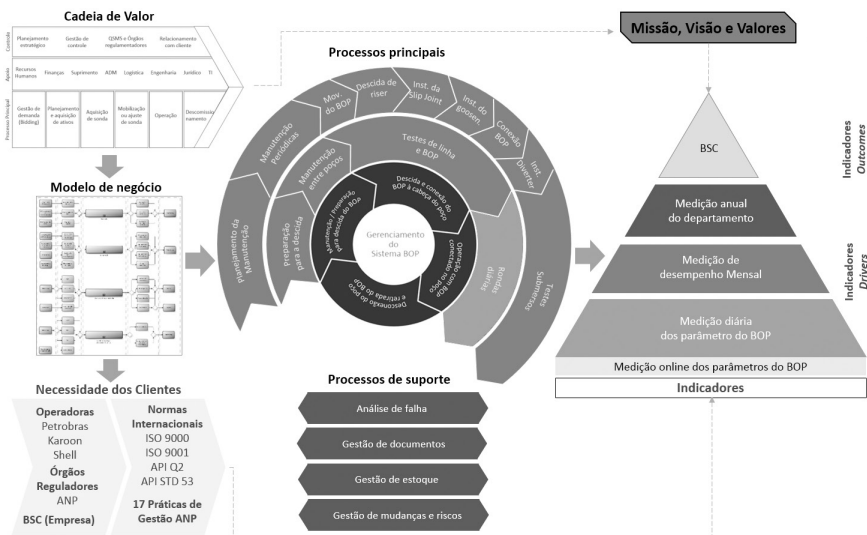 Cadeia de Valor
Controle
Planejamento
estratégico
Gestão de
controle
QSMS e Órgãos
regulamentadores
Relacionamento
com cliente
Apoio
Recursos
Humanos
Finanças
Suprimento
ADM
Logística
Engenharia
Jurídico
TI
Processo Principal
Gestão de
demanda
(Bidding)
Planejamento
e aquisição
de ativos
Aquisição
de sonda
Mobilização
ou ajuste
de sonda
Operação
Descomissio
namento
Modelo de negócio
Necessidade dos Clientes
Operadoras
Petrobras
Karoon
Shell
Órgãos
Reguladores
ANP
BSC (Empresa)
Normas
Internacionais
ISO 9000
ISO 9001
API Q2
API STD 53
17 Práticas de
Gestão ANP
Processos principais
Manutenção
planejamento da
Manutenção
Periódicas
Mov.
do BOP
Descida de
riser
Inst. da
Slip Joint
Inst. do
goosen.
Conexão
BOP
Inst.
Diverter
Testes
Submersos
Preparação
para a descida
Manutenção
entre poços
Testes de linha
e BOP
Rondas
diárias
Manutenção / Preparação
para descida do BOP
Descida e conexão do
BOP à cabeça do poço
Operação com BOP
conectado no poço
Desconexão do poço
e retirada do BOP
Gerenciamento
do
Sistema BOP
Processos de suporte
Análise de falha
Gestão de documentos
Gestão de estoque
Gestão de mudanças e riscos
Missão, Visão e Valores
BSC
Medição anual
do departamento
Medição de
desempenho Mensal
Medição diária
dos parâmetro do BOP
Medição online dos parâmetros do BOP
Indicadores
Indicadores
Outcomes
Indicadores
Drivers